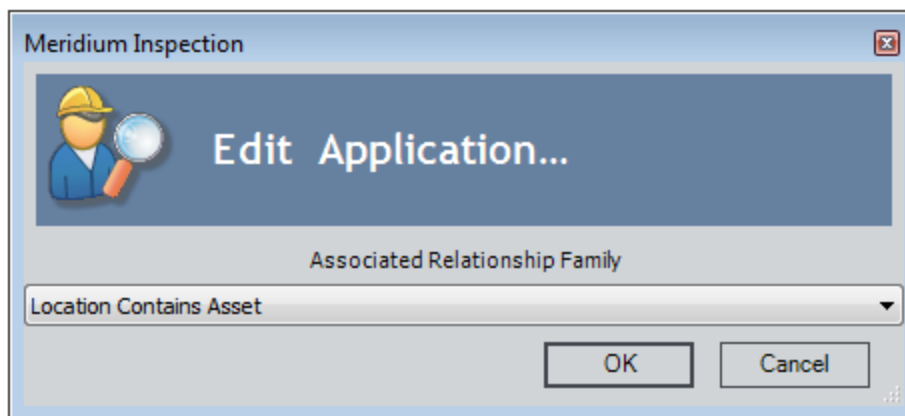 Meridium Inspection
Edit Application...
Associated Relationship Family
Location Contains Asset
OK
Cancel